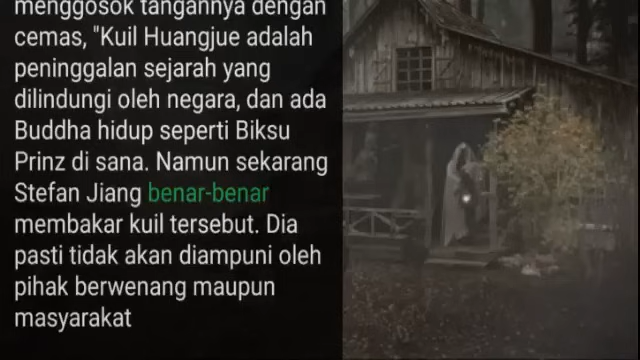 menggosok tangannya dengan
cemas, "Kuil Huangjue adalah
peninggalan sejarah yang
dilindungi oleh negara, dan ada
Buddha hidup seperti Biksu
Prinz di sana. Namun sekarang
Stefan Jiang benar-benar
membakar kuil tersebut. Dia
pasti tidak akan diampuni oleh
pihak berwenang maupun
masyarakat